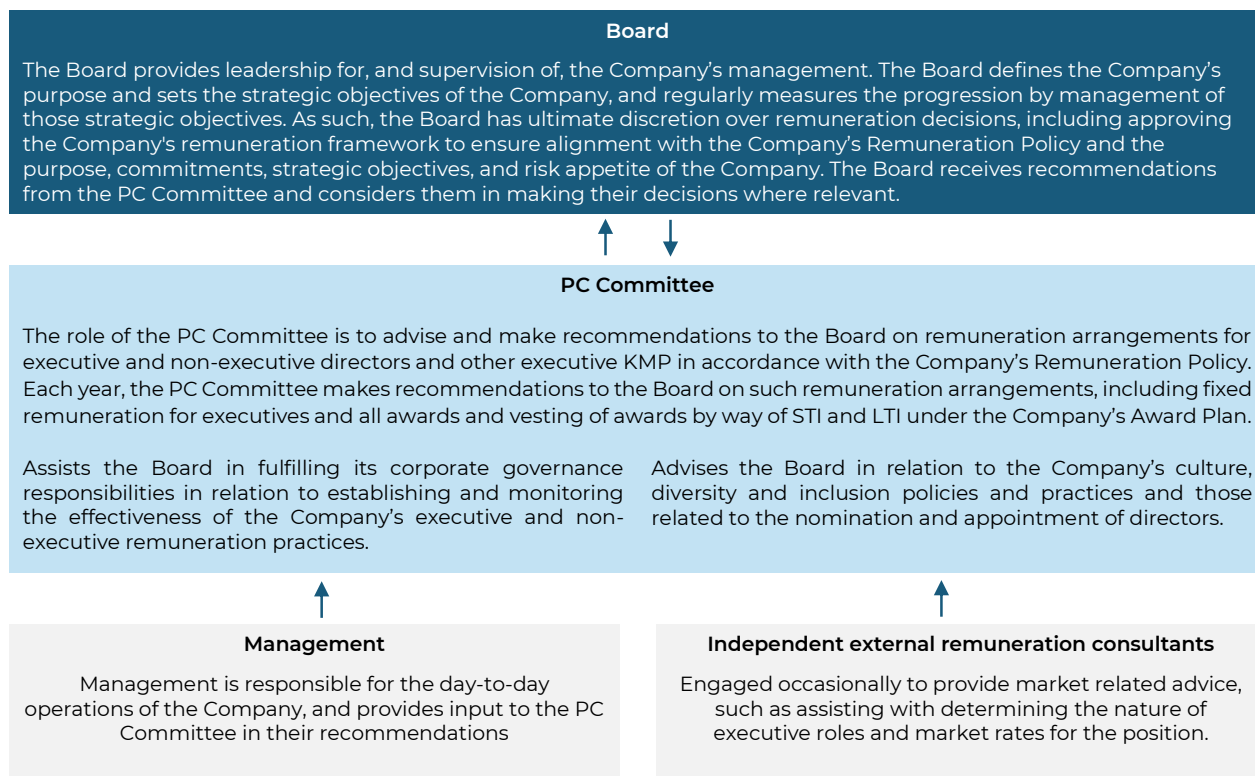 Board
The Board provides leadership for, and supervision of, the Company’s management. The Board defines the Company’s
purpose and sets the strategic objectives of the Company, and regularly measures the progression by management of
those strategic objectives. As such, the Board has ultimate discretion over remuneration decisions, including approving
the Company's remuneration framework to ensure alignment with the Company’s Remuneration Policy and the
purpose, commitments, strategic objectives, and risk appetite of the Company. The Board receives recommendations
from the PC Committee and considers them in making their decisions where relevant.
PC Committee
The role of the PC Committee is to advise and make recommendations to the Board on remuneration arrangements for
executive and non-executive directors and other executive KMP in accordance with the Company’s Remuneration Policy.
Each year, the PC Committee makes recommendations to the Board on such remuneration arrangements, including fixed
remuneration for executives and all awards and vesting of awards by way of STI and LTI under the Company’s Award Plan.
Assists the Board in fulfilling its corporate governance
responsibilities in relation to establishing and monitoring
the effectiveness of the Company’s executive and non-
executive remuneration practices.
Advises the Board in relation to the Company’s culture,
diversity and inclusion policies and practices and those
related to the nomination and appointment of directors.
Management
Management is responsible for the day-to-day
operations of the Company, and provides input to the PC
Committee in their recommendations
Independent external remuneration consultants
Engaged occasionally to provide market related advice,
such as assisting with determining the nature of
executive roles and market rates for the position.